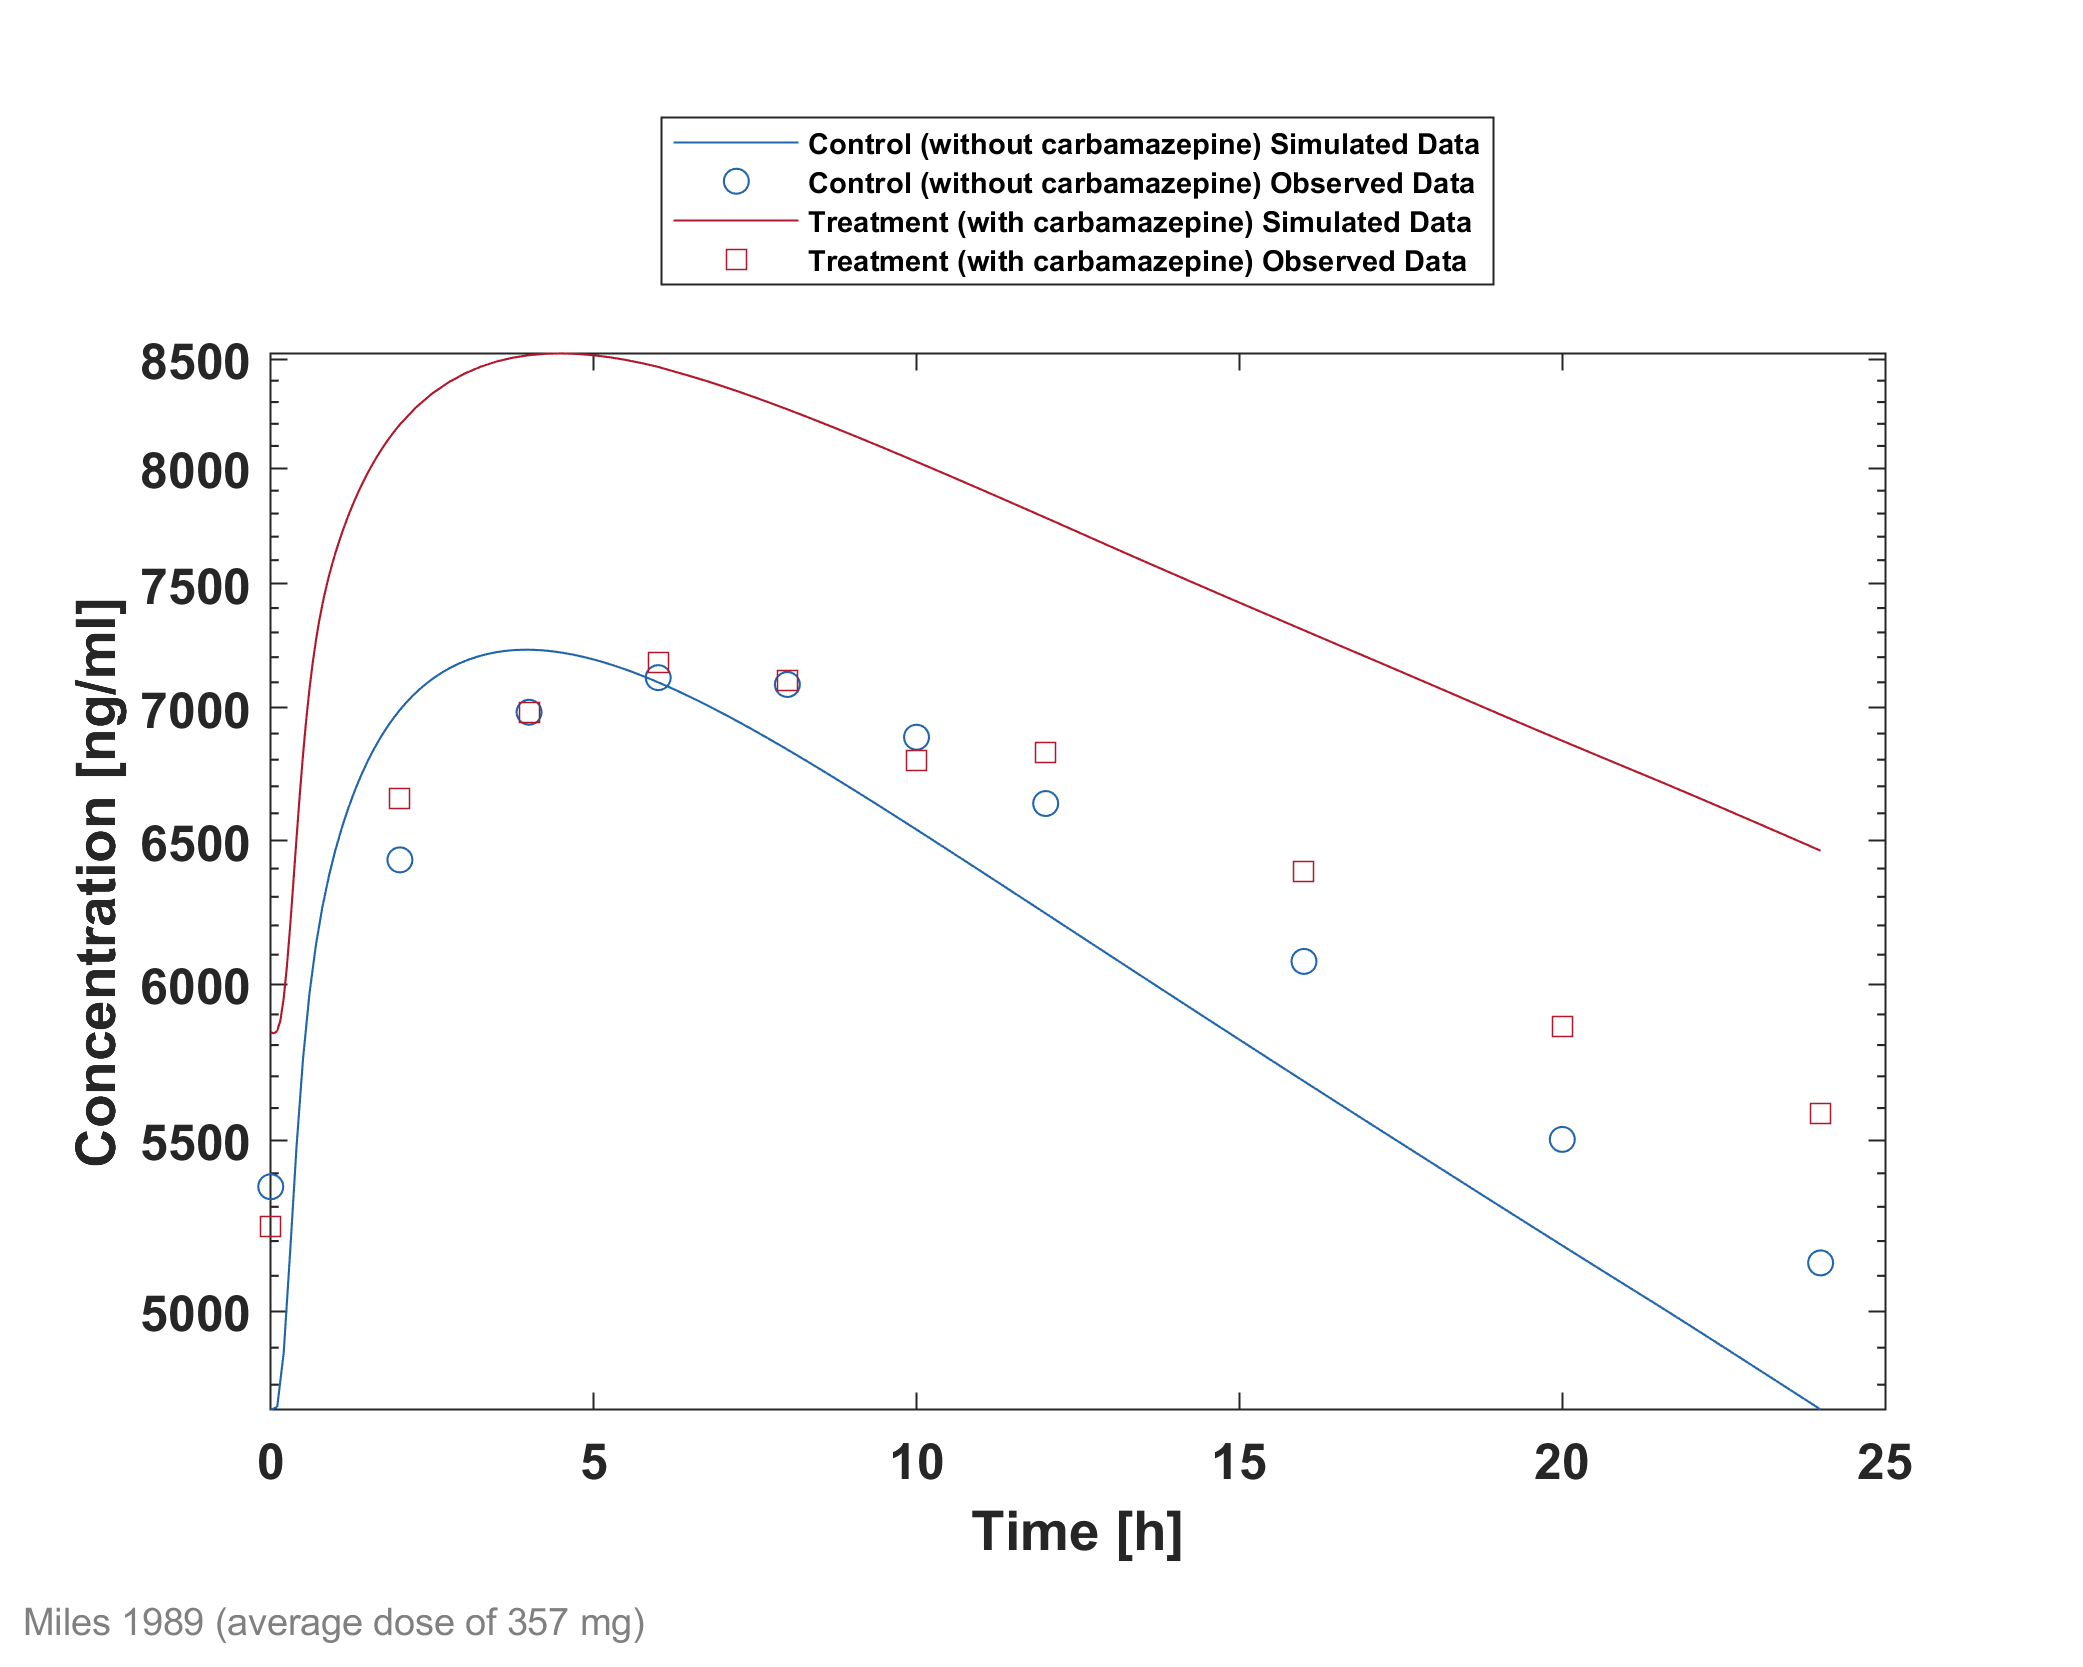 Control (without carbamazepine) Simulated Data
Control (without carbamazepine) Observed Data
Treatment (with carbamazepine) Simulated Data
Treatment (with carbamazepine) Observed Data
8500
8000
7500
7000
6500
6000
5500
5000
Concentration [ng/ml]
0 5 10 15 20 25
Time [h]
Miles 1989 (average dose of 357 mg)